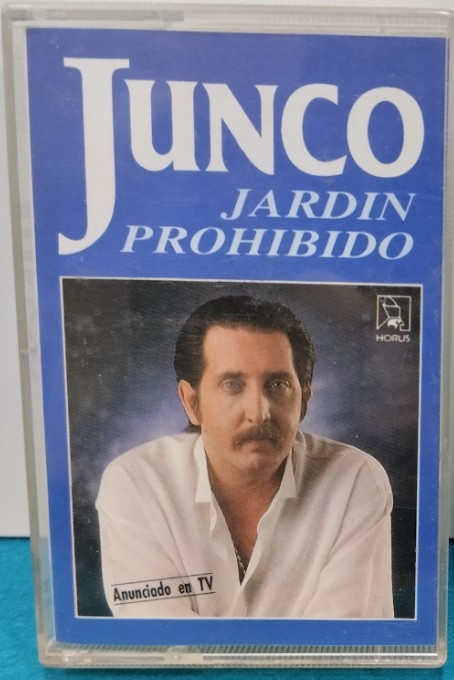 JUNCO
JARDIN
PROHIBIDO
HORUS
Anunciado en TV